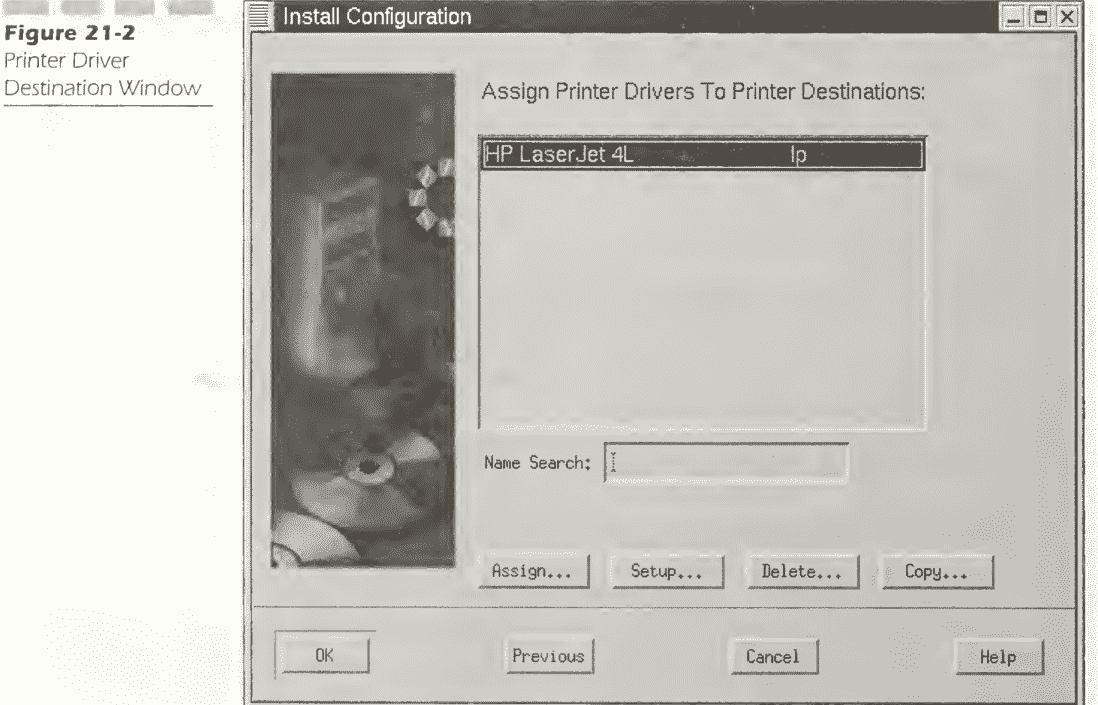 Figure 21-2
Printer Driver
Destination Window
Install Configuration
Assign Printer Drivers To Printer Destinations:
HP LaserJet 4L lp
Name Search:
Assign... Setup... Delete... Copy...
OK Previous Cancel Help